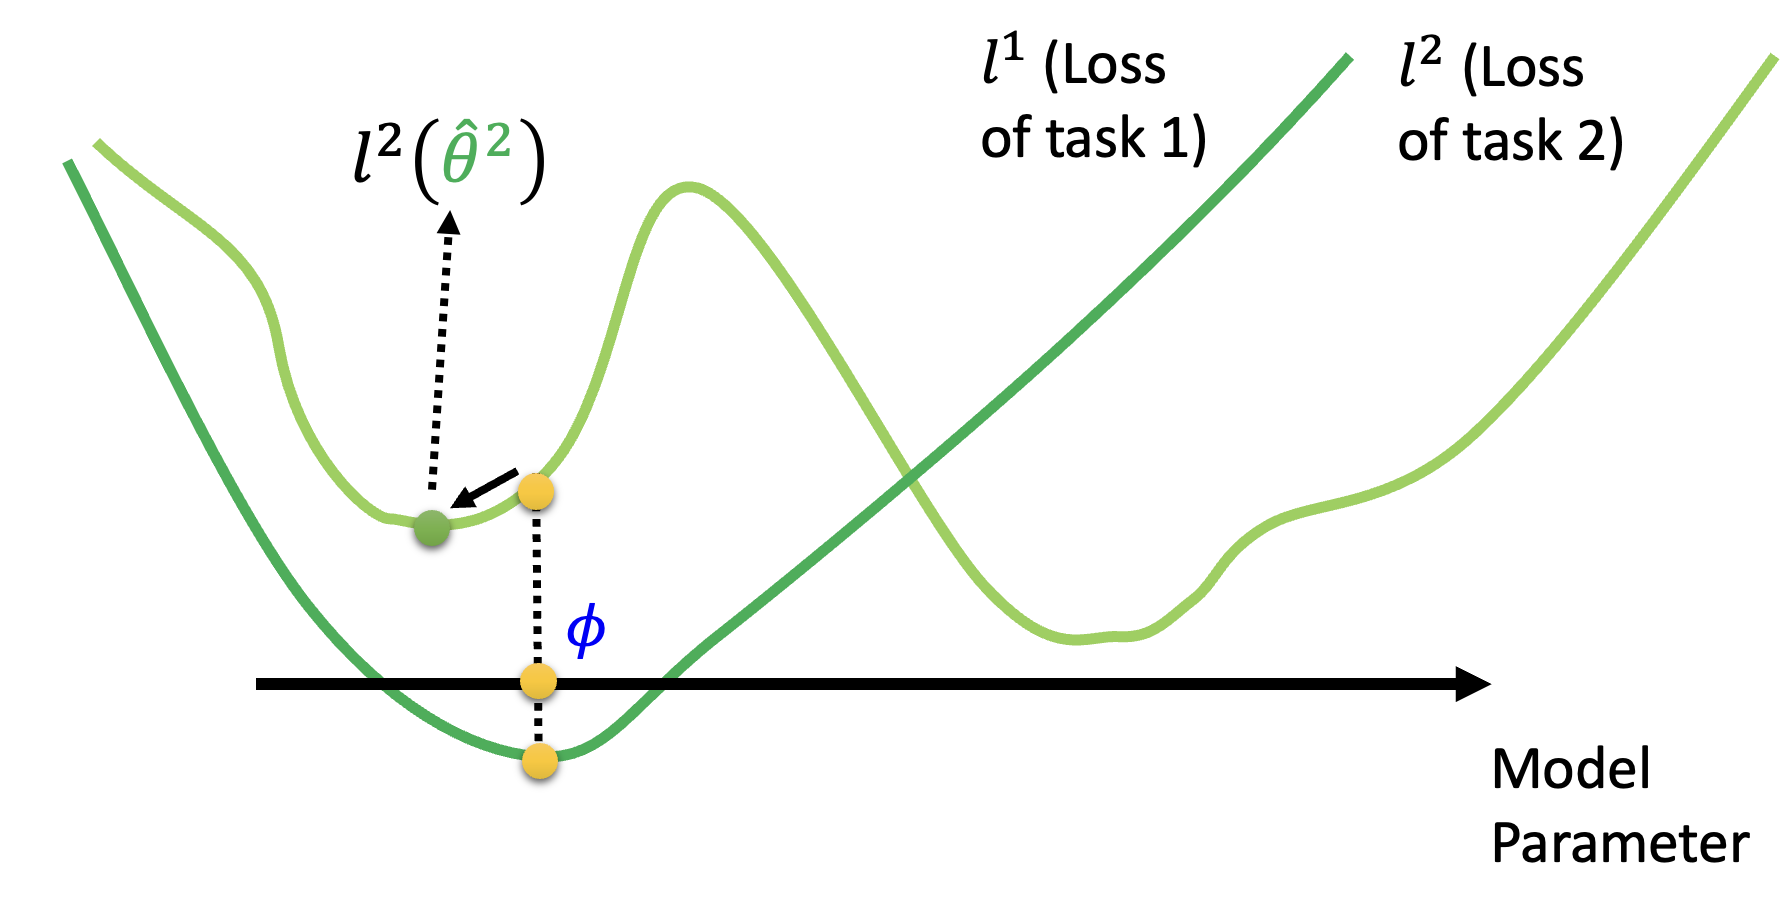 l¹ (Loss
of task 1)
l² (Loss
of task 2)
l²(θ̂²)
ϕ
Model
Parameter